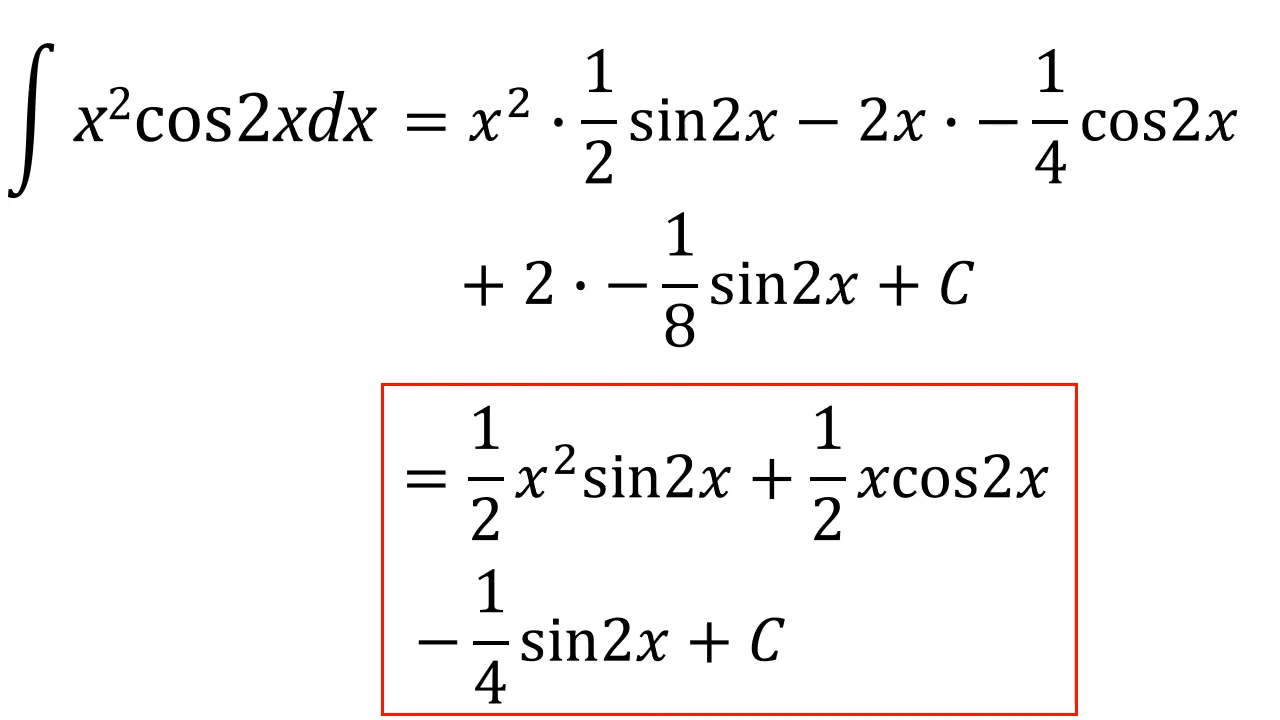 ∫ x²cos2xdx = x² · 1/2 sin2x − 2x · − 1/4 cos2x
+ 2 · − 1/8 sin2x + C
= 1/2 x²sin2x + 1/2 xcos2x
− 1/4 sin2x + C